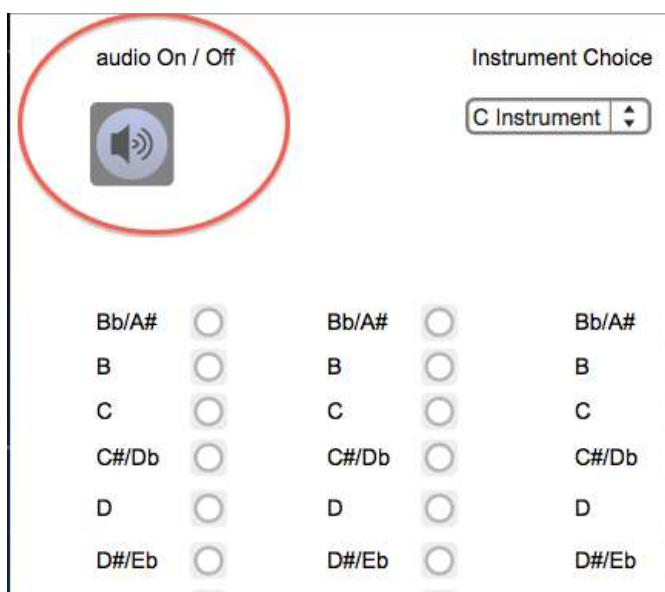 audio On / Off Instrument Choice
C Instrument
Bb/A# Bb/A# Bb/A#
B B B
C C C
C#/Db C#/Db C#/Db
D D D
D#/Eb D#/Eb D#/Eb